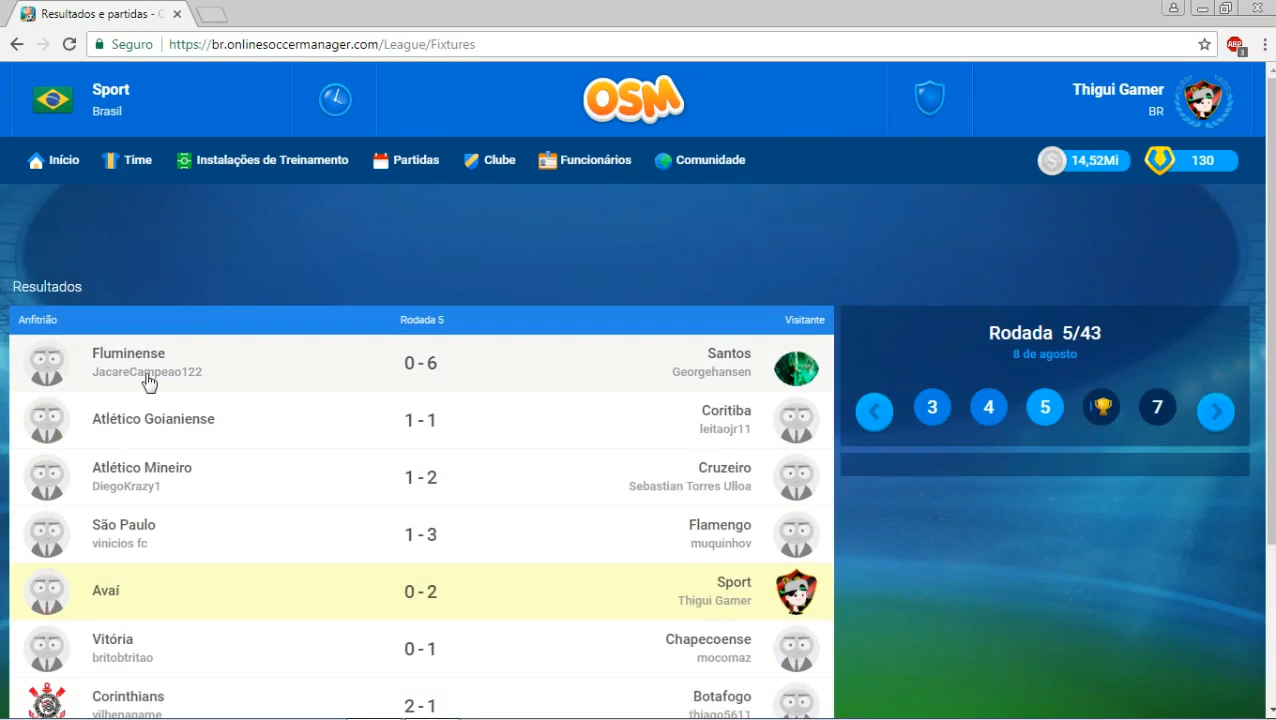 Resultados e partidas - C
Seguro
https://br.onlinesoccermanager.com/League/Fixtures
ABP
3
Sport
Brasil
OSM
Thigui Gamer
BR
Início
Time
Instalações de Treinamento
Partidas
Clube
Funcionários
Comunidade
S
14,52Mi
130
Resultados
Anfitrião
Rodada 5
Visitante
Fluminense
JacareCampeao122
0 - 6
Santos
Georgehansen
Atlético Goianiense
1 - 1
Coritiba
leitaojr11
Atlético Mineiro
DiegoKrazy1
1 - 2
Cruzeiro
Sebastian Torres Ulloa
São Paulo
vinicios fc
1 - 3
Flamengo
muquinhov
Avaí
0 - 2
Sport
Thigui Gamer
Vitória
britobtritao
0 - 1
Chapecoense
mocomaz
Corinthians
vilhenagame
2 - 1
Botafogo
thiago5611
Rodada 5/43
8 de agosto
3
4
5
7